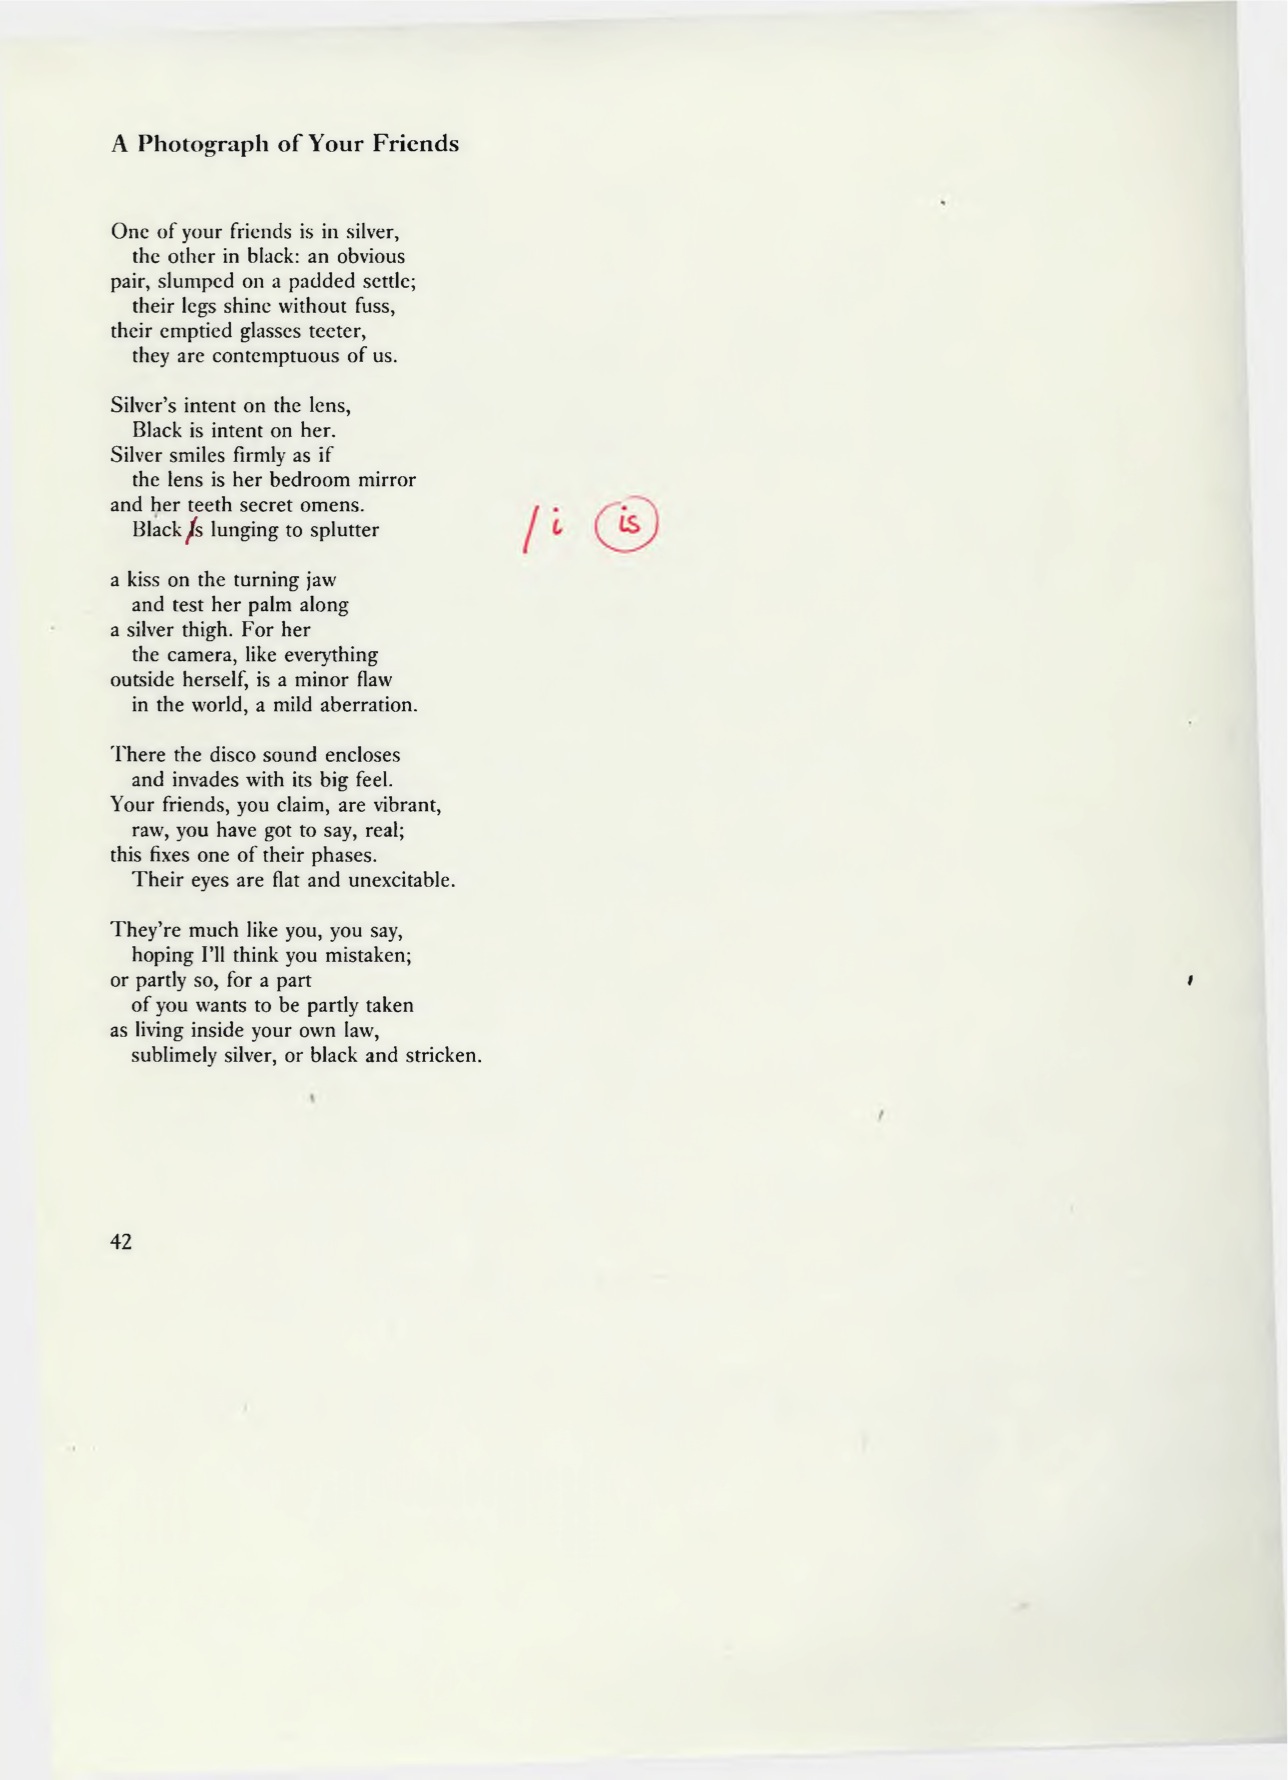 A Photograph of Your Friends
One of your friends is in silver,
the other in black: an obvious
pair, slumped on a padded settle;
their legs shine without fuss,
their emptied glasses teeter,
they are contemptuous of us.
Silver's intent on the lens,
Black is intent on her.
Silver smiles firmly as if
the lens is her bedroom mirror
and her teeth secret omens.
Black Is lunging to splutter
/ i is
a kiss on the turning jaw
and test her palm along
a silver thigh. For her
the camera, like everything
outside herself, is a minor flaw
in the world, a mild aberration.
There the disco sound encloses
and invades with its big feel.
Your friends, you claim, are vibrant,
raw, you have got to say, real;
this fixes one of their phases.
Their eyes are flat and unexcitable.
They're much like you, you say,
hoping I'll think you mistaken;
or partly so, for a part
of you wants to be partly taken
as living inside your own law,
sublimely silver, or black and stricken.
42